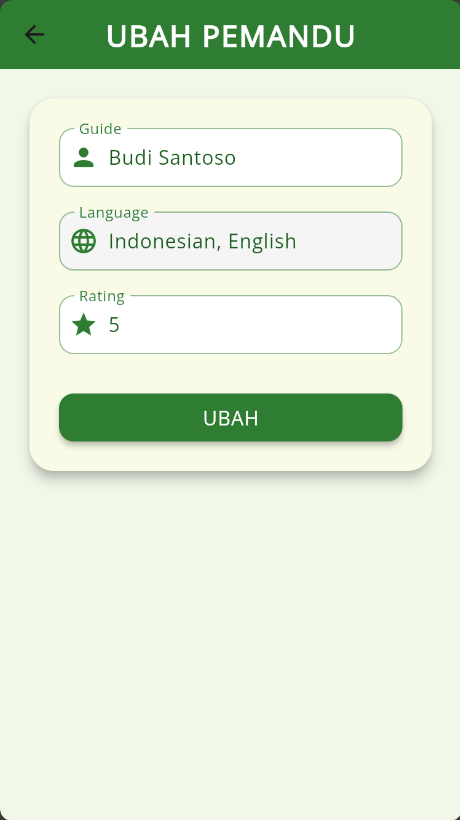 UBAH PEMANDU
Guide
Budi Santoso
Language
Indonesian, English
Rating
5
UBAH